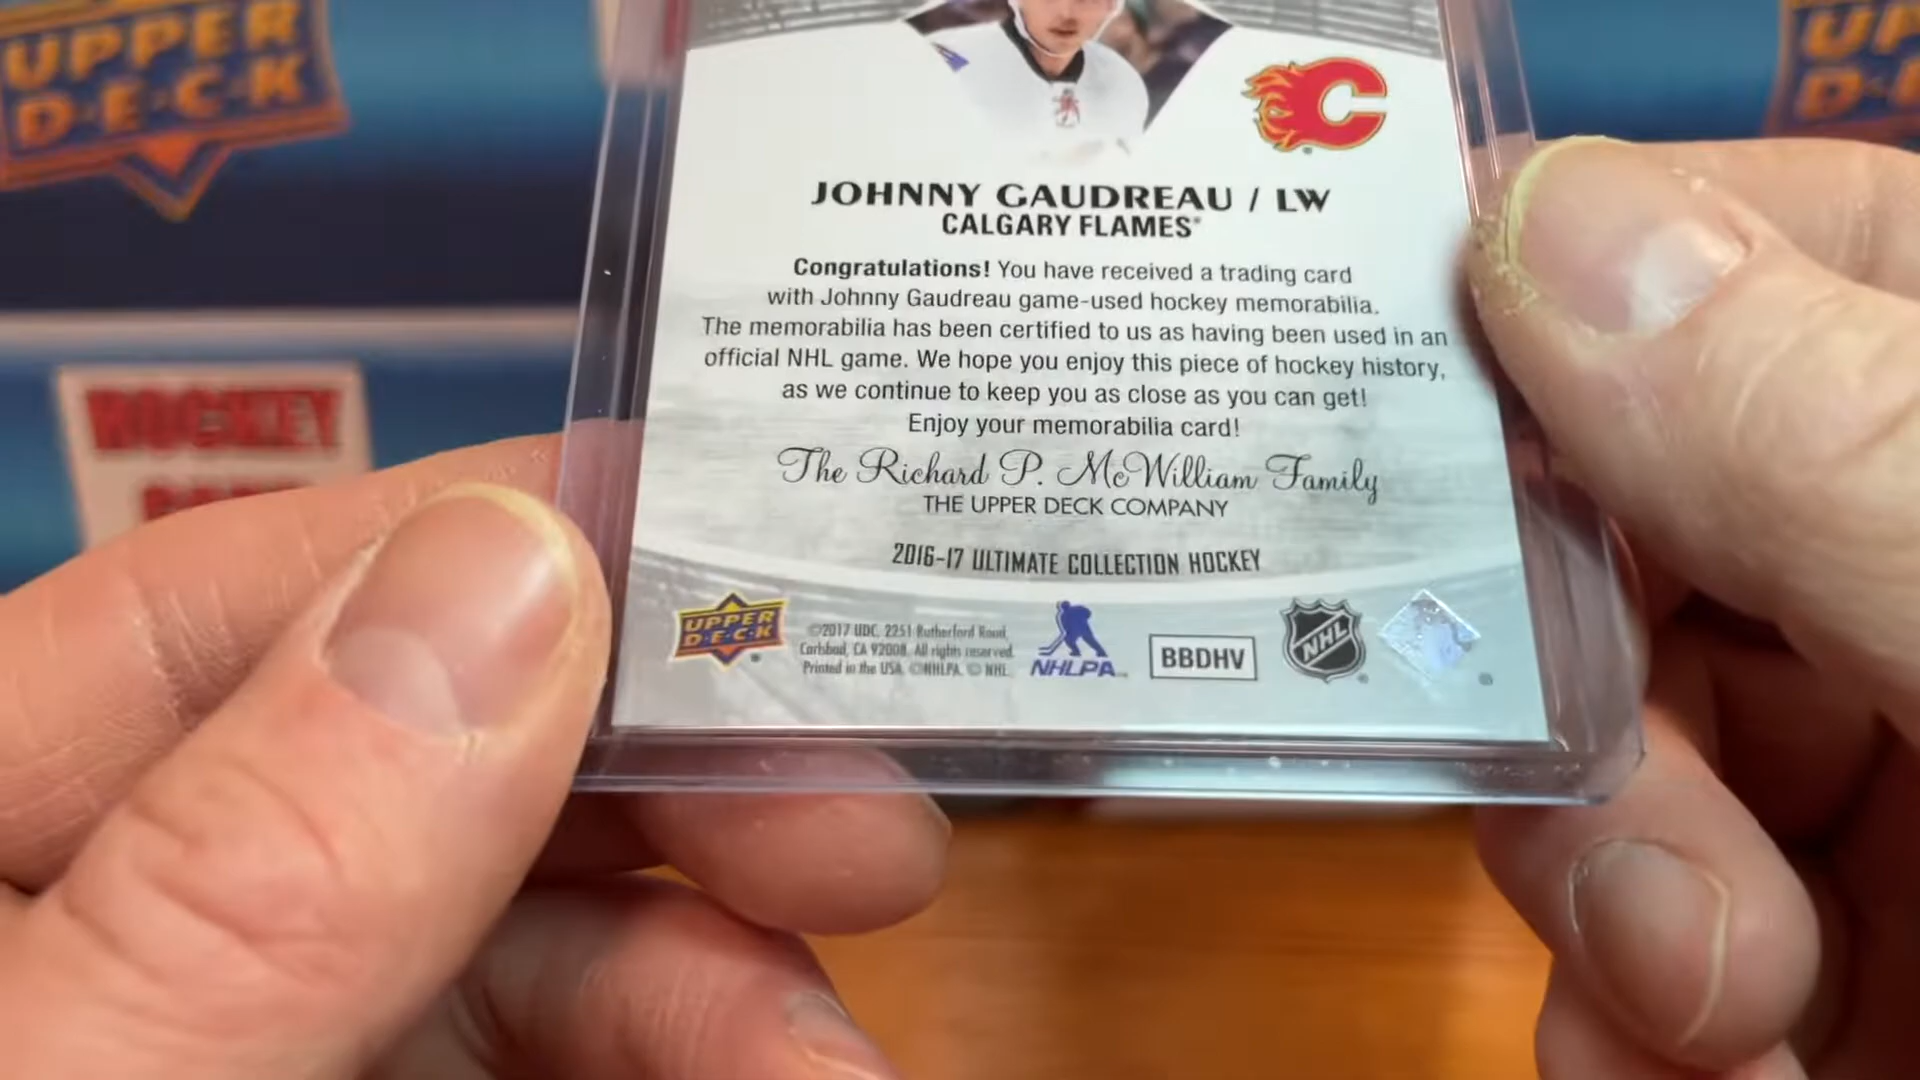 UPPER
D·E·C·K
UP
D·
HOCKEY
JOHNNY GAUDREAU / LW
CALGARY FLAMES®
Congratulations! You have received a trading card
with Johnny Gaudreau game-used hockey memorabilia.
The memorabilia has been certified to us as having been used in an
official NHL game. We hope you enjoy this piece of hockey history,
as we continue to keep you as close as you can get!
Enjoy your memorabilia card!
The Richard P. McWilliam Family
THE UPPER DECK COMPANY
2016-17 ULTIMATE COLLECTION HOCKEY
UPPER
D·E·C·K
©2017 UDC, 2251 Rutherford Road,
Carlsbad, CA 92008. All rights reserved.
Printed in the USA. ©NHLPA. © NHL.
NHLPA
BBDHV
NHL